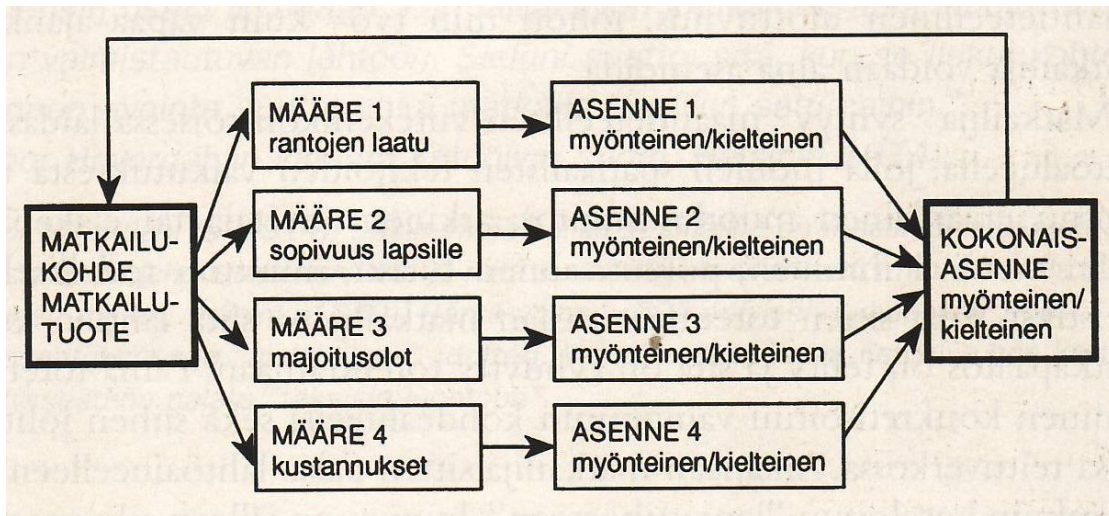 MATKAILU-
KOHDE
MATKAILU-
TUOTE
MÄÄRE 1
rantojen laatu
ASENNE 1
myönteinen/kielteinen
MÄÄRE 2
sopivuus lapsille
ASENNE 2
myönteinen/kielteinen
MÄÄRE 3
majoitusolot
ASENNE 3
myönteinen/kielteinen
MÄÄRE 4
kustannukset
ASENNE 4
myönteinen/kielteinen
KOKONAIS-
ASENNE
myönteinen/
kielteinen